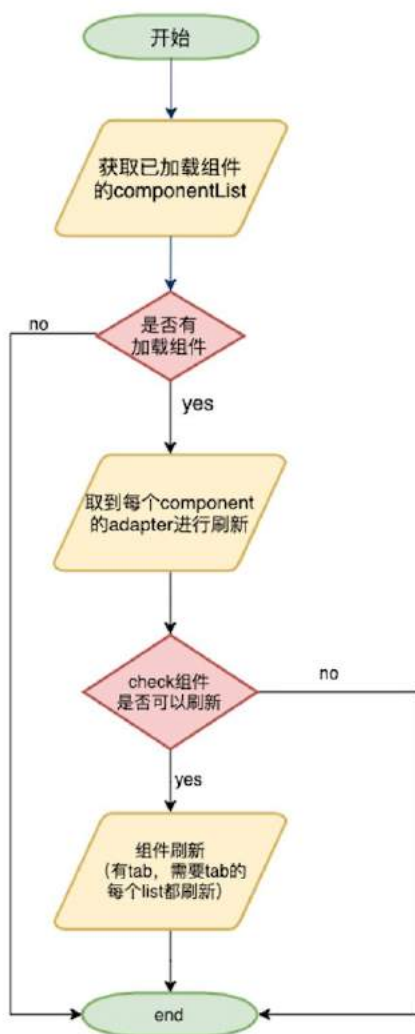 开始
获取已加载组件
的componentList
是否有
加载组件
no
yes
取到每个component
的adapter进行刷新
check组件
是否可以刷新
no
yes
组件刷新
（有tab，需要tab的
每个list都刷新）
end